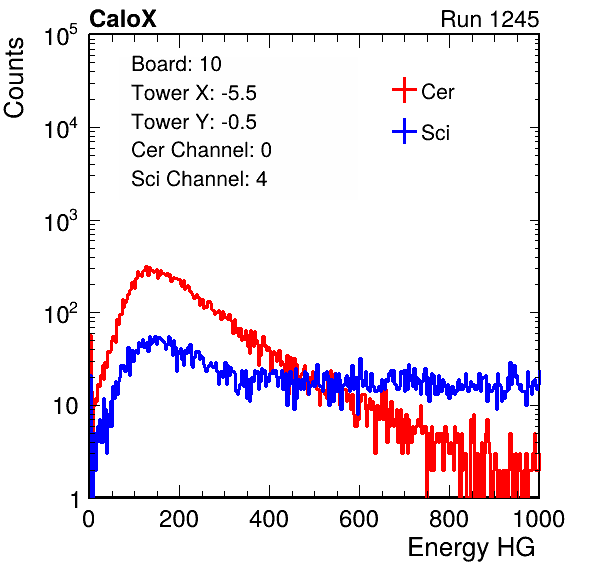 CaloX Run 1245
Counts
10^5
10^4
10^3
10^2
10
1
Board: 10
Tower X: -5.5
Tower Y: -0.5
Cer Channel: 0
Sci Channel: 4
Cer
Sci
0 200 400 600 800 1000
Energy HG